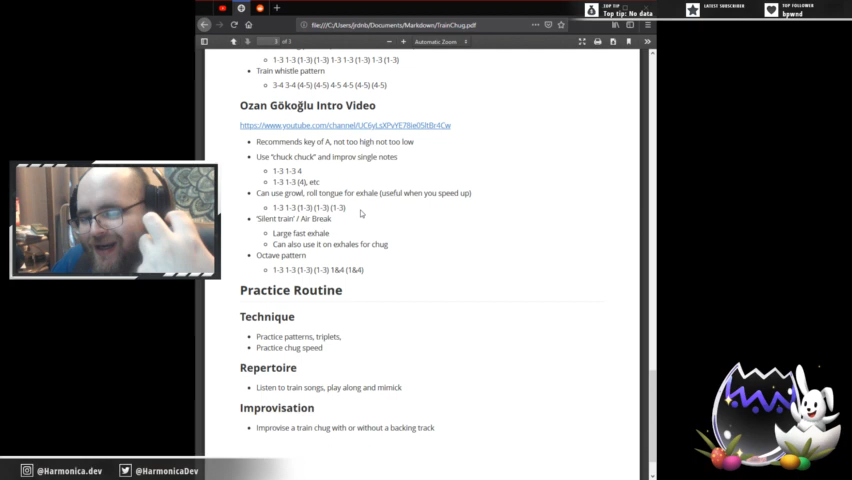 file:///C:/Users/jrdnb/Documents/Markdown/TrainChug.pdf
TOP TIP
Top tip: No data
LATEST SUBSCRIBER
TOP FOLLOWER
bpwnd
3 of 3
Automatic Zoom
1-3 1-3 (1-3) (1-3) 1-3 1-3 (1-3) 1-3 (1-3)
• Train whistle pattern
3-4 3-4 (4-5) (4-5) 4-5 4-5 (4-5) (4-5)
Ozan Gökoğlu Intro Video
• Recommends key of A, not too high not too low
• Use "chuck chuck" and improv single notes
1-3 1-3 4
1-3 1-3 (4), etc
• Can use growl, roll tongue for exhale (useful when you speed up)
1-3 1-3 (1-3) (1-3) (1-3)
• 'Silent train' / Air Break
Large fast exhale
Can also use it on exhales for chug
• Octave pattern
1-3 1-3 (1-3) (1-3) 1&4 (1&4)
Practice Routine
Technique
• Practice patterns, triplets,
• Practice chug speed
Repertoire
• Listen to train songs, play along and mimick
Improvisation
• Improvise a train chug with or without a backing track
@Harmonica.dev
@HarmonicaDev